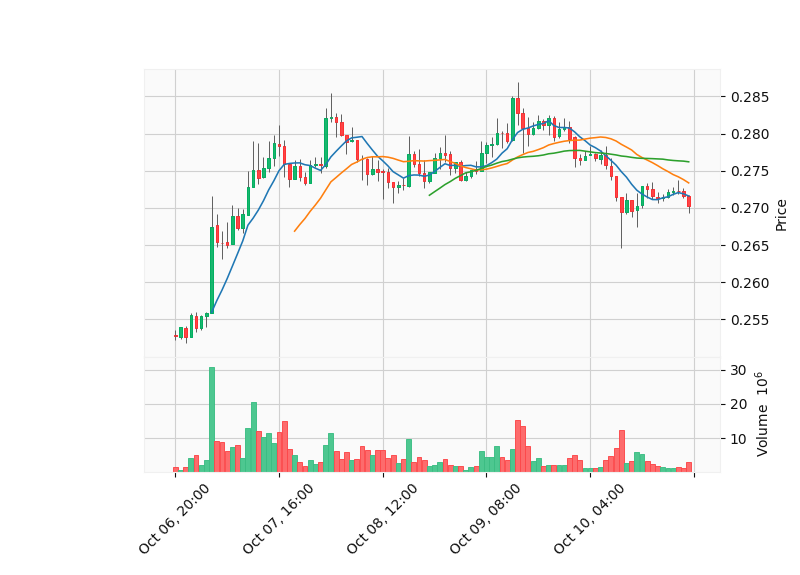 0.285
0.280
0.275
0.270
0.265
0.260
0.255
Price
30
20
10
Volume 10^6
Oct 06, 20:00
Oct 07, 16:00
Oct 08, 12:00
Oct 09, 08:00
Oct 10, 04:00